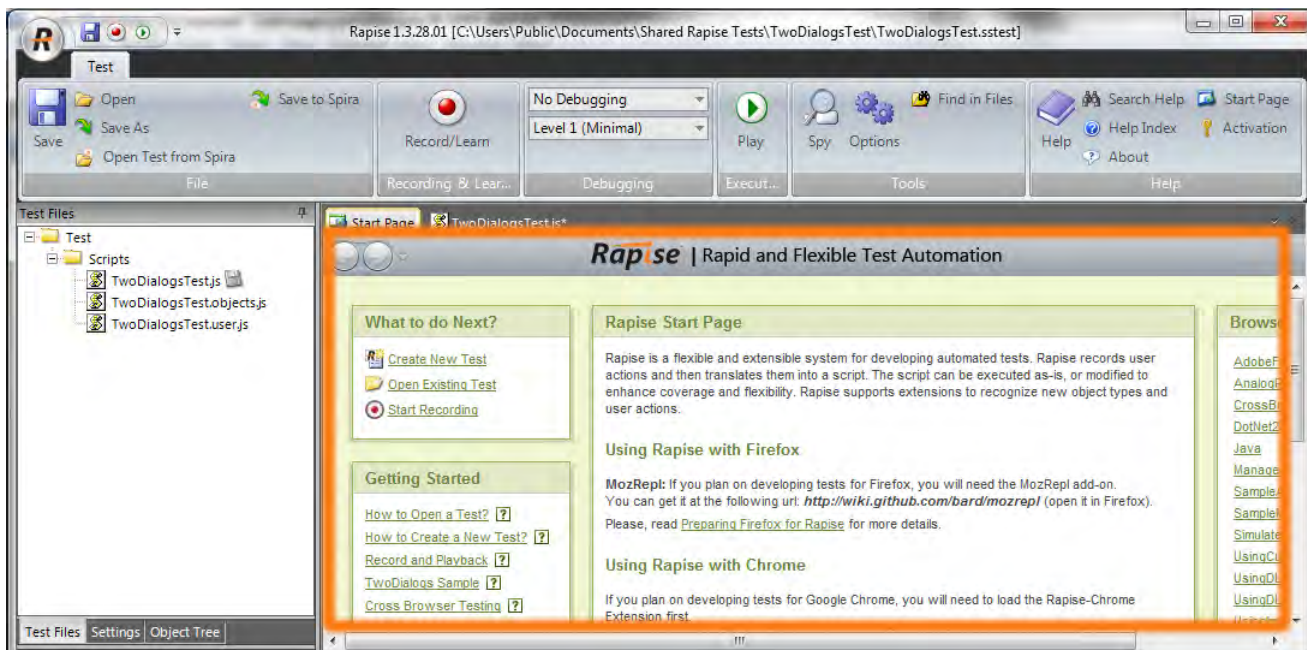 Rapise 1.3.28.01 [C:\Users\Public\Documents\Shared Rapise Tests\TwoDialogsTest\TwoDialogsTest.sstest]
Test
Save
Open
Save As
Open Test from Spira
Save to Spira
File
Record/Learn
Recording & Lear...
No Debugging
Level 1 (Minimal)
Debugging
Play
Execut...
Spy
Options
Find in Files
Tools
Help
Search Help
Help Index
About
Start Page
Activation
Help
Test Files
Test
Scripts
TwoDialogsTest.js
TwoDialogsTest.objects.js
TwoDialogsTest.user.js
Test Files Settings Object Tree
Start Page TwoDialogsTest.js*
Rapise | Rapid and Flexible Test Automation
What to do Next?
Create New Test
Open Existing Test
Start Recording
Getting Started
How to Open a Test? ?
How to Create a New Test? ?
Record and Playback ?
TwoDialogs Sample ?
Cross Browser Testing ?
Rapise Start Page
Rapise is a flexible and extensible system for developing automated tests. Rapise records user
actions and then translates them into a script. The script can be executed as-is, or modified to
enhance coverage and flexibility. Rapise supports extensions to recognize new object types and
user actions.
Using Rapise with Firefox
MozRepl: If you plan on developing tests for Firefox, you will need the MozRepl add-on.
You can get it at the following url: http://wiki.github.com/bard/mozrepl (open it in Firefox).
Please, read Preparing Firefox for Rapise for more details.
Using Rapise with Chrome
If you plan on developing tests for Google Chrome, you will need to load the Rapise-Chrome
Extension first.
Java